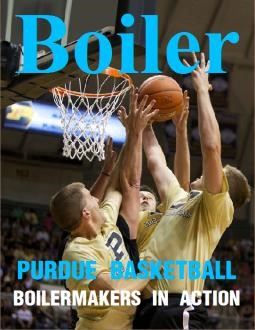 Boiler
PURDUE BASKETBALL
BOILERMAKERS IN ACTION